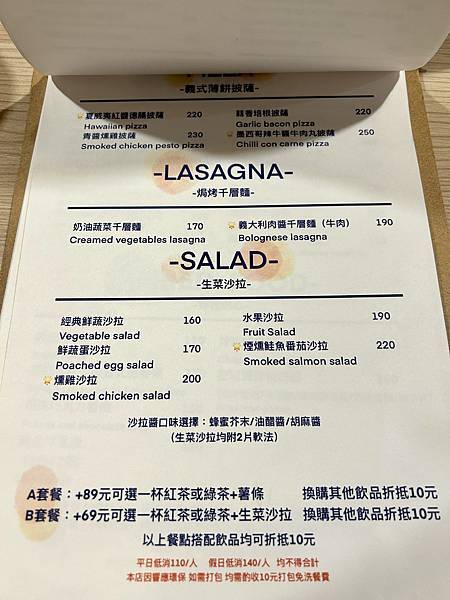 -義式薄餅披薩-
夏威夷紅醬德腸披薩 220 蒜香培根披薩 220
Hawaiian pizza Garlic bacon pizza
青醬燻雞披薩 230 墨西哥辣牛醬牛肉丸披薩 250
Smoked chicken pesto pizza Chilli con carne pizza
-LASAGNA-
-焗烤千層麵-
奶油蔬菜千層麵 170 義大利肉醬千層麵（牛肉） 190
Creamed vegetables lasagna Bolognese lasagna
-SALAD-
-生菜沙拉-
經典鮮蔬沙拉 160 水果沙拉 190
Vegetable salad Fruit Salad
鮮蔬蛋沙拉 170 煙燻鮭魚番茄沙拉 220
Poached egg salad Smoked salmon salad
燻雞沙拉 200
Smoked chicken salad
沙拉醬口味選擇：蜂蜜芥末/油醋醬/胡麻醬
（生菜沙拉均附2片軟法）
A套餐：+89元可選一杯紅茶或綠茶+薯條 換購其他飲品折抵10元
B套餐：+69元可選一杯紅茶或綠茶+生菜沙拉 換購其他飲品折抵10元
以上餐點搭配飲品均可折抵10元
平日低消110/人 假日低消140/人 均不得合計
本店因響應環保 如需打包 均需酌收10元打包免洗餐費